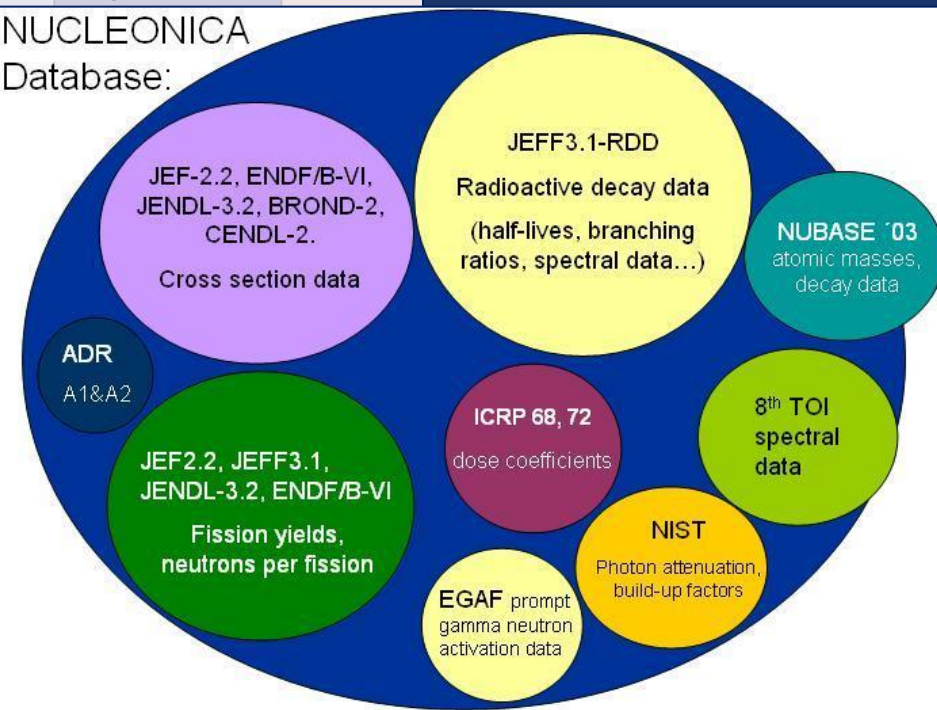 NUCLEONICA
Database:
JEF-2.2, ENDF/B-VI,
JENDL-3.2, BROND-2,
CENDL-2.
Cross section data
JEFF3.1-RDD
Radioactive decay data
(half-lives, branching
ratios, spectral data...)
NUBASE ´03
atomic masses,
decay data
ADR
A1&A2
ICRP 68, 72
dose coefficients
8th TOI
spectral
data
JEF2.2, JEFF3.1,
JENDL-3.2, ENDF/B-VI
Fission yields,
neutrons per fission
NIST
Photon attenuation,
build-up factors
EGAF prompt
gamma neutron
activation data